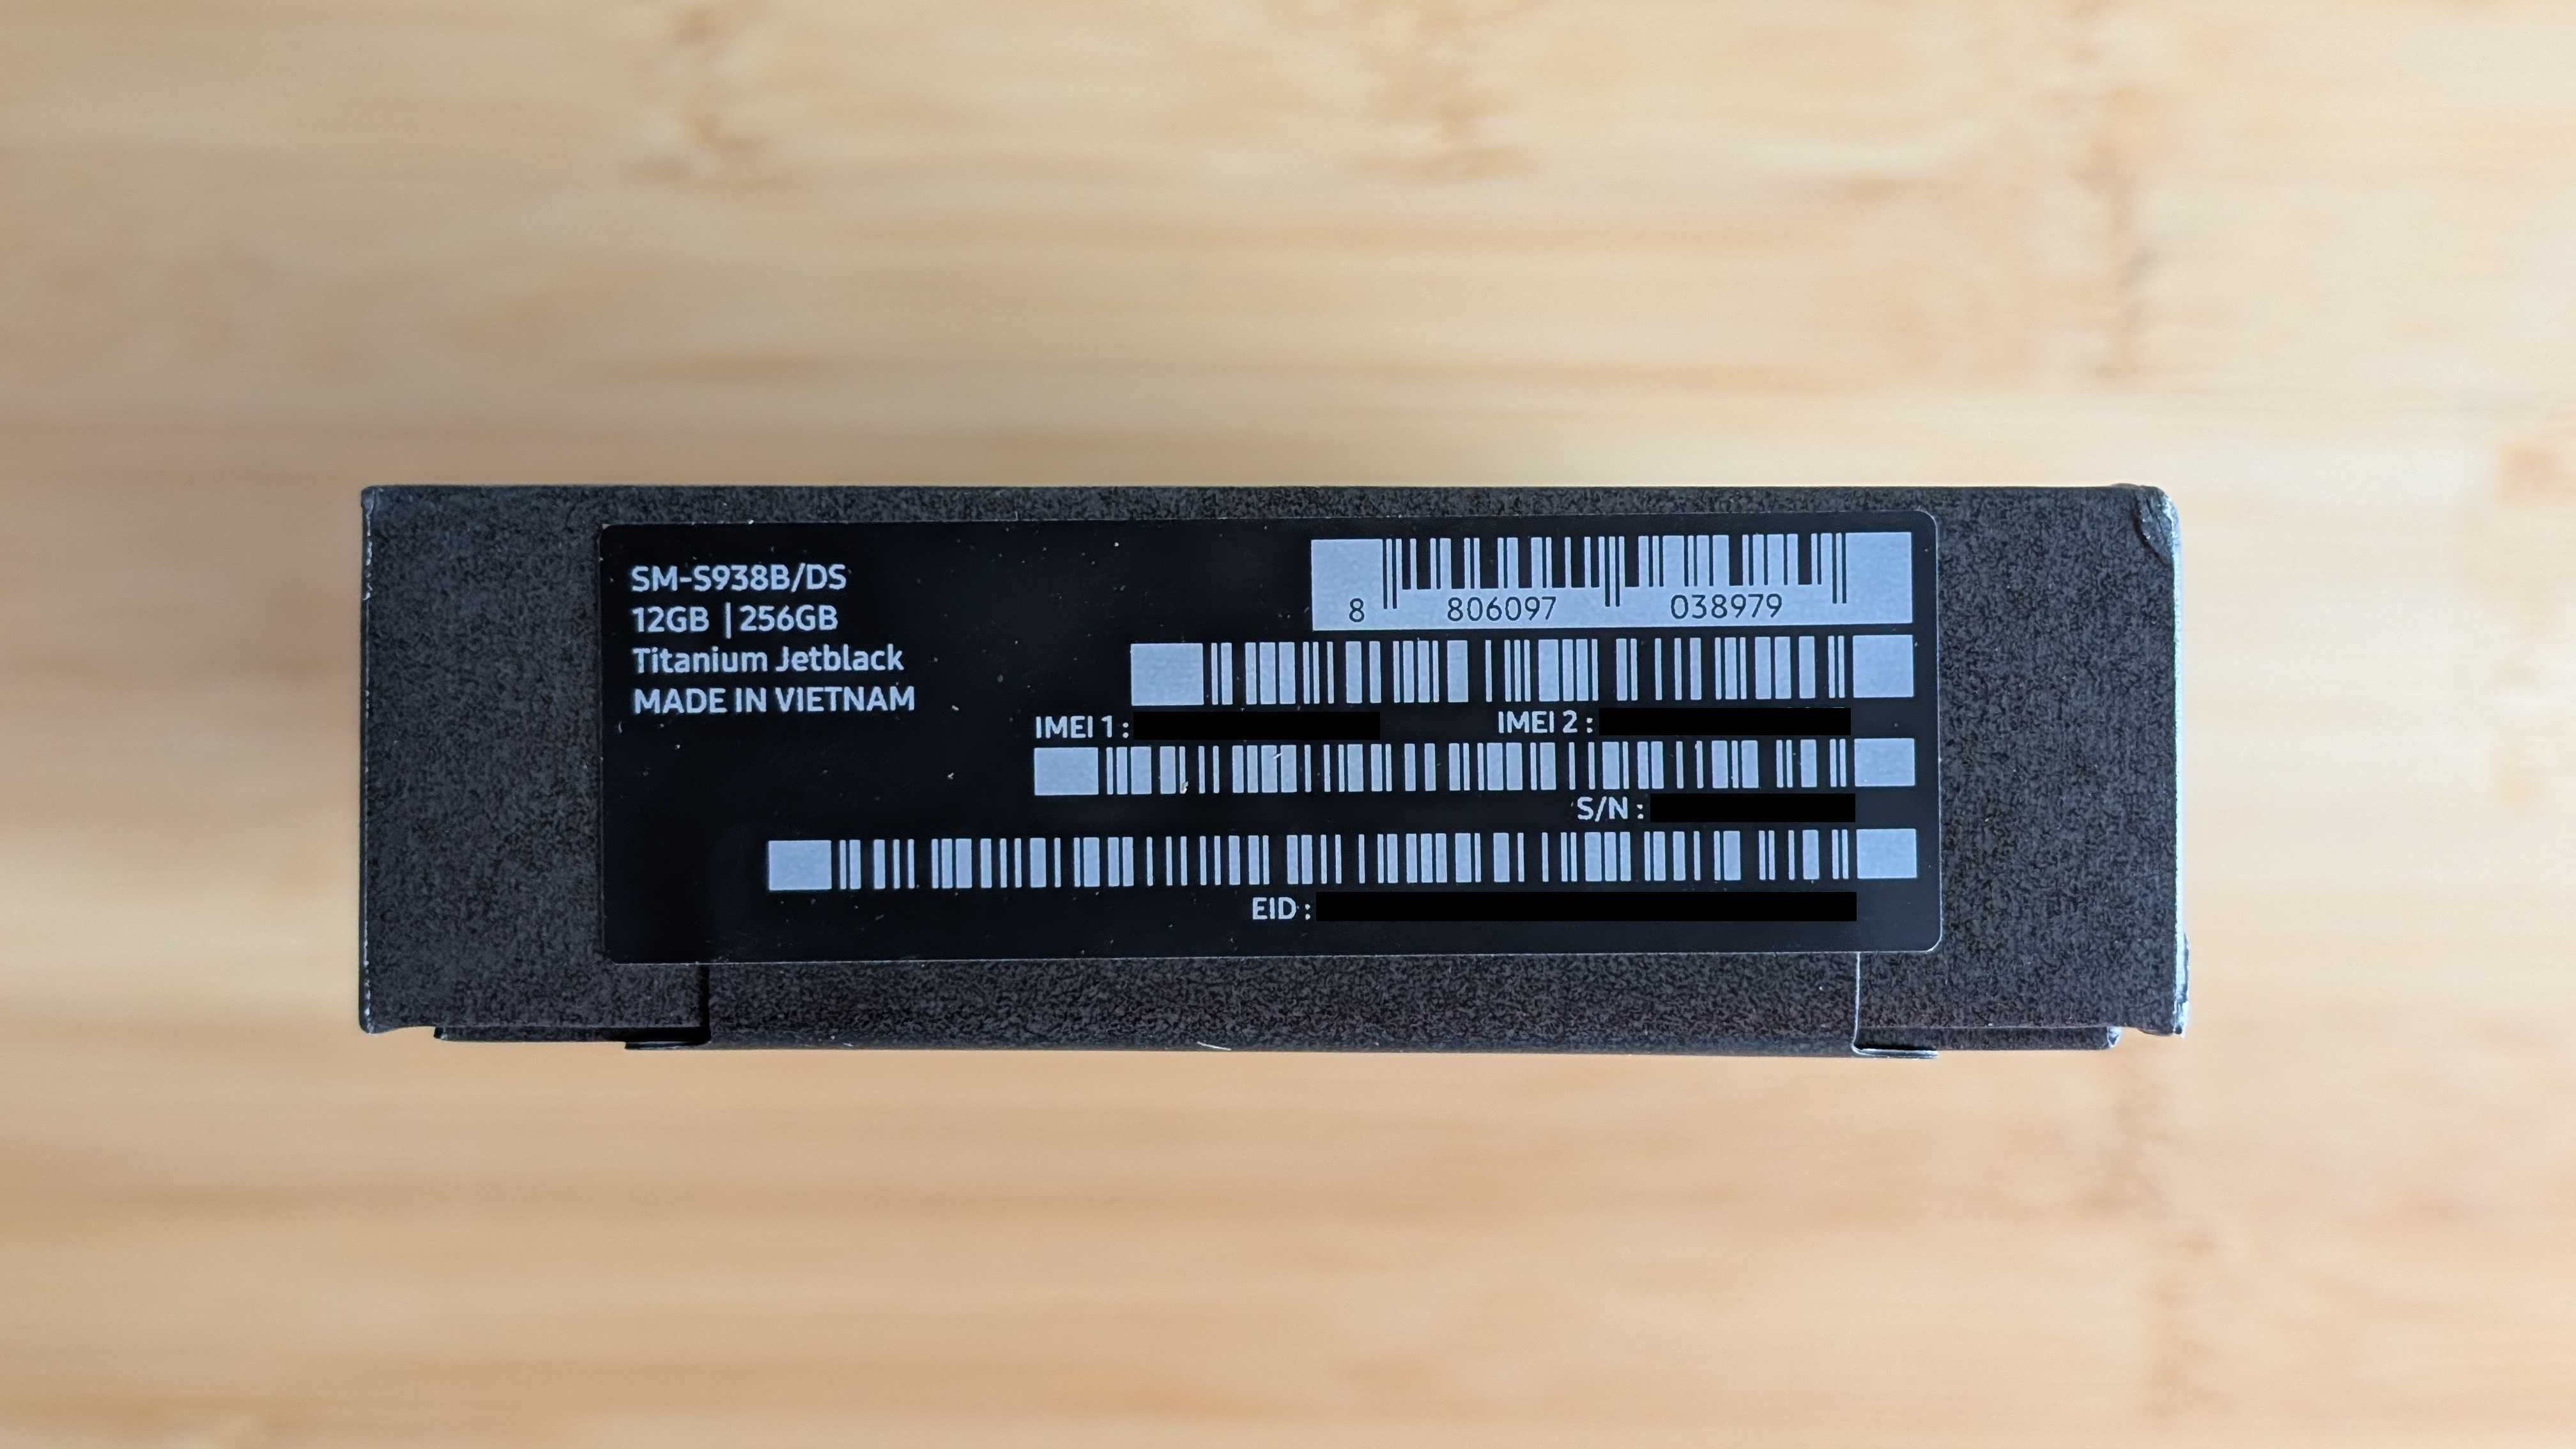 SM-S938B/DS
12GB | 256GB
Titanium Jetblack
MADE IN VIETNAM
8 806097 038979
IMEI 1 :
IMEI 2 :
S/N :
EID :